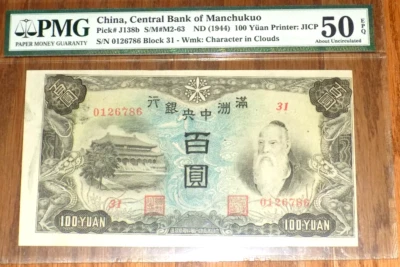 PMG
PAPER MONEY GUARANTY
China, Central Bank of Manchukuo
Pick# J138b S/M#M2-63 ND (1944) 100 Yüan Printer: JICP
S/N 0126786 Block 31 - Wmk: Character in Clouds
50 EPQ
About Uncirculated
行銀央中洲滿
0126786
31
百圓
31
0126786
100-YUAN
100-YUAN